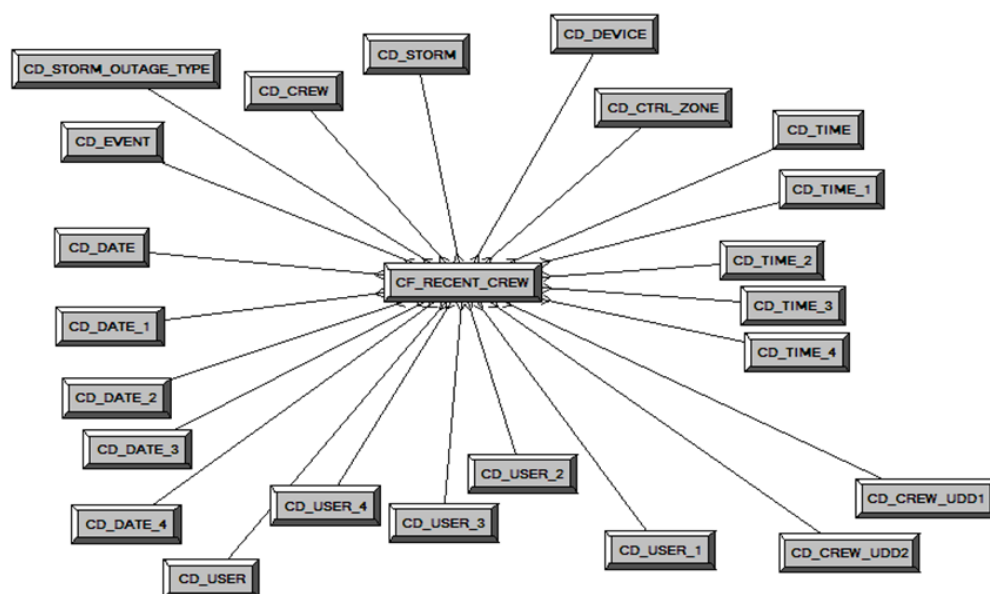 CD_DEVICE
CD_STORM
CD_STORM_OUTAGE_TYPE
CD_CREW
CD_CTRL_ZONE
CD_TIME
CD_EVENT
CD_TIME_1
CD_DATE
CD_TIME_2
CF_RECENT_CREW
CD_TIME_3
CD_DATE_1
CD_TIME_4
CD_DATE_2
CD_DATE_3
CD_USER_2
CD_CREW_UDD1
CD_USER_4
CD_USER_3
CD_DATE_4
CD_USER_1
CD_CREW_UDD2
CD_USER